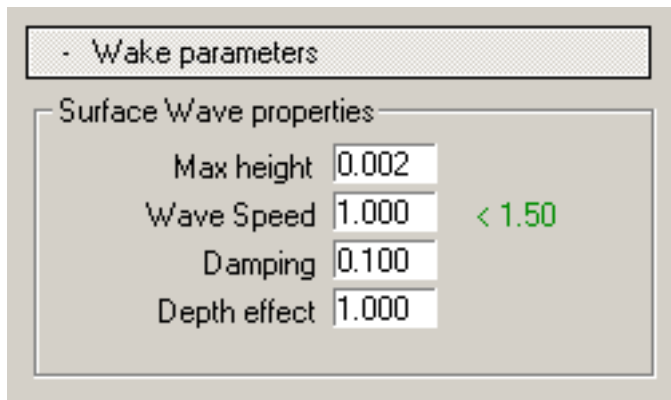 - Wake parameters
Surface Wave properties
Max height 0.002
Wave Speed 1.000 < 1.50
Damping 0.100
Depth effect 1.000